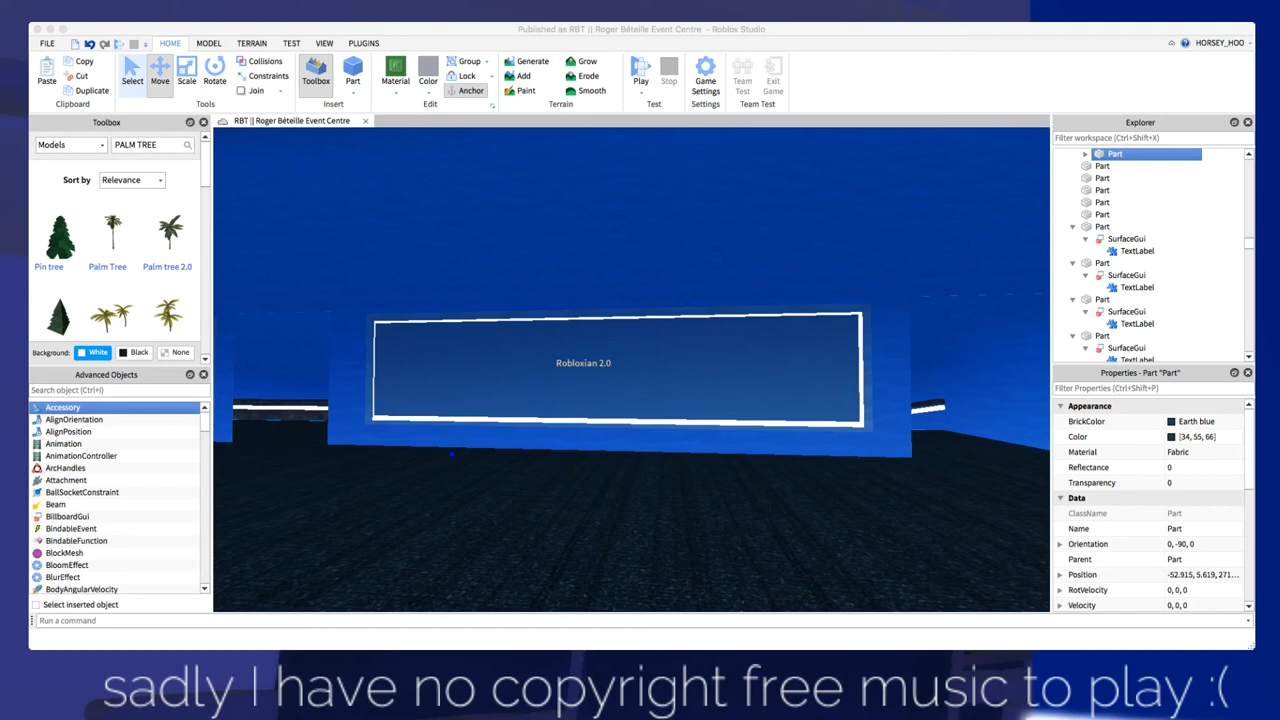 Published as RBT || Roger Béteille Event Centre - Roblox Studio
FILE HOME MODEL TERRAIN TEST VIEW PLUGINS HORSEY_HOO
Paste Copy Cut Duplicate Clipboard
Select Move Scale Rotate Collisions Constraints Join Tools
Toolbox Part Insert
Material Color Group Lock Anchor Edit
Generate Add Paint Grow Erode Smooth Terrain
Play Stop Test
Game Settings Settings
Team Test Exit Game Team Test
Toolbox
Models PALM TREE
Sort by Relevance
Pin tree Palm Tree Palm tree 2.0
Background: White Black None
Advanced Objects
Search object (Ctrl+I)
Accessory
AlignOrientation
AlignPosition
Animation
AnimationController
ArcHandles
Attachment
BallSocketConstraint
Beam
BillboardGui
BindableEvent
BindableFunction
BlockMesh
BloomEffect
BlurEffect
BodyAngularVelocity
Select inserted object
Run a command
RBT || Roger Béteille Event Centre
Robloxian 2.0
Explorer
Filter workspace (Ctrl+Shift+X)
Part
Part
Part
Part
Part
Part
Part
SurfaceGui
TextLabel
Part
SurfaceGui
TextLabel
Part
SurfaceGui
TextLabel
Part
SurfaceGui
TextLabel
Properties - Part "Part"
Filter Properties (Ctrl+Shift+P)
Appearance
BrickColor Earth blue
Color [34, 55, 66]
Material Fabric
Reflectance 0
Transparency 0
Data
ClassName Part
Name Part
Orientation 0, -90, 0
Parent Part
Position -52.915, 5.619, 271...
RotVelocity 0, 0, 0
Velocity 0, 0, 0
sadly I have no copyright free music to play :(